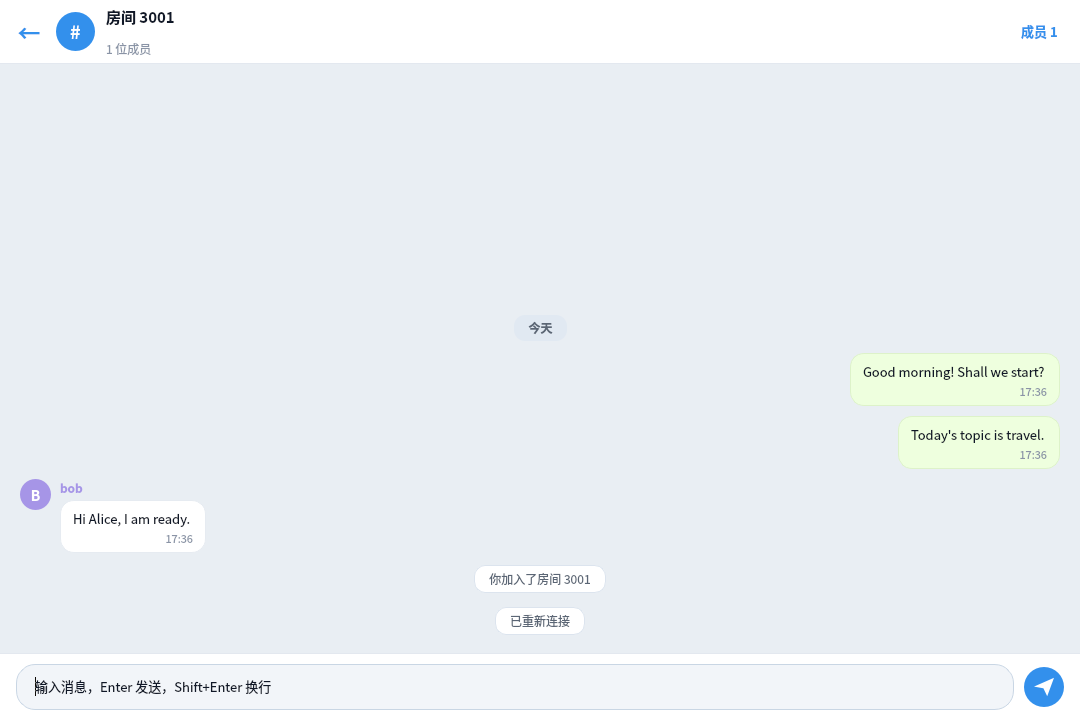 ←
#
房间 3001
1 位成员
成员 1
今天
Good morning! Shall we start?
17:36
Today's topic is travel.
17:36
B
bob
Hi Alice, I am ready.
17:36
你加入了房间 3001
已重新连接
输入消息，Enter 发送，Shift+Enter 换行